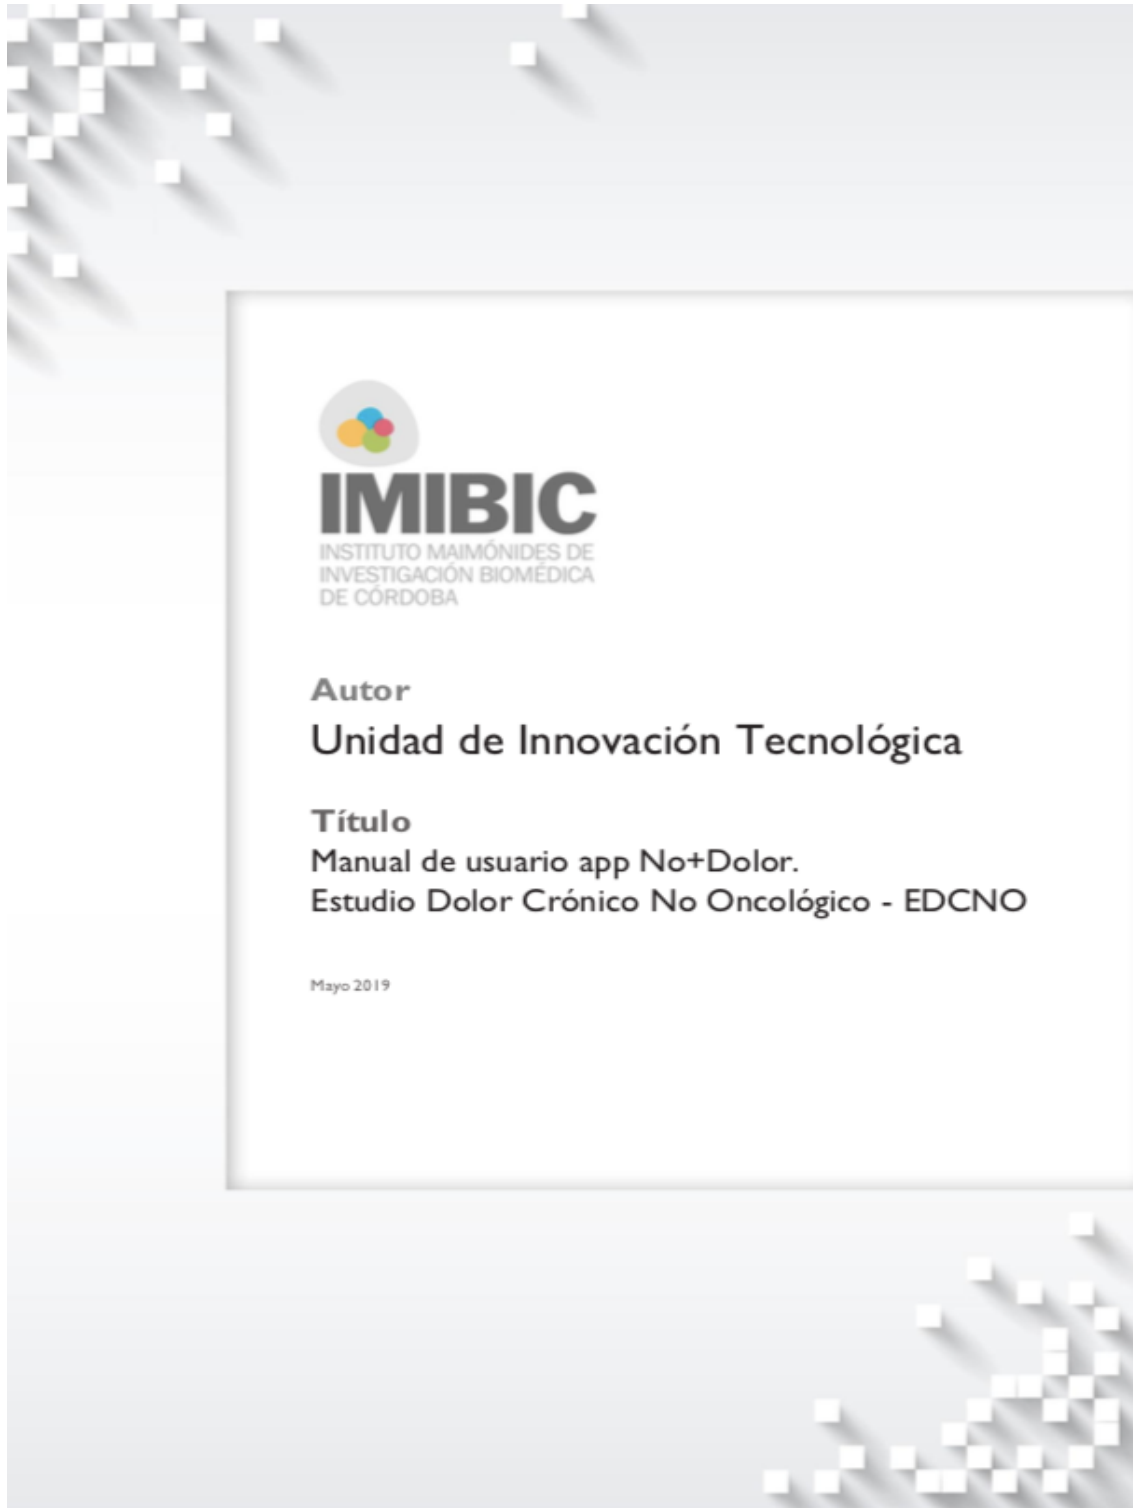 IMIBIC
INSTITUTO MAIMÓNIDES DE
INVESTIGACIÓN BIOMÉDICA
DE CÓRDOBA
Autor
Unidad de Innovación Tecnológica
Título
Manual de usuario app No+Dolor.
Estudio Dolor Crónico No Oncológico - EDCNO
Mayo 2019